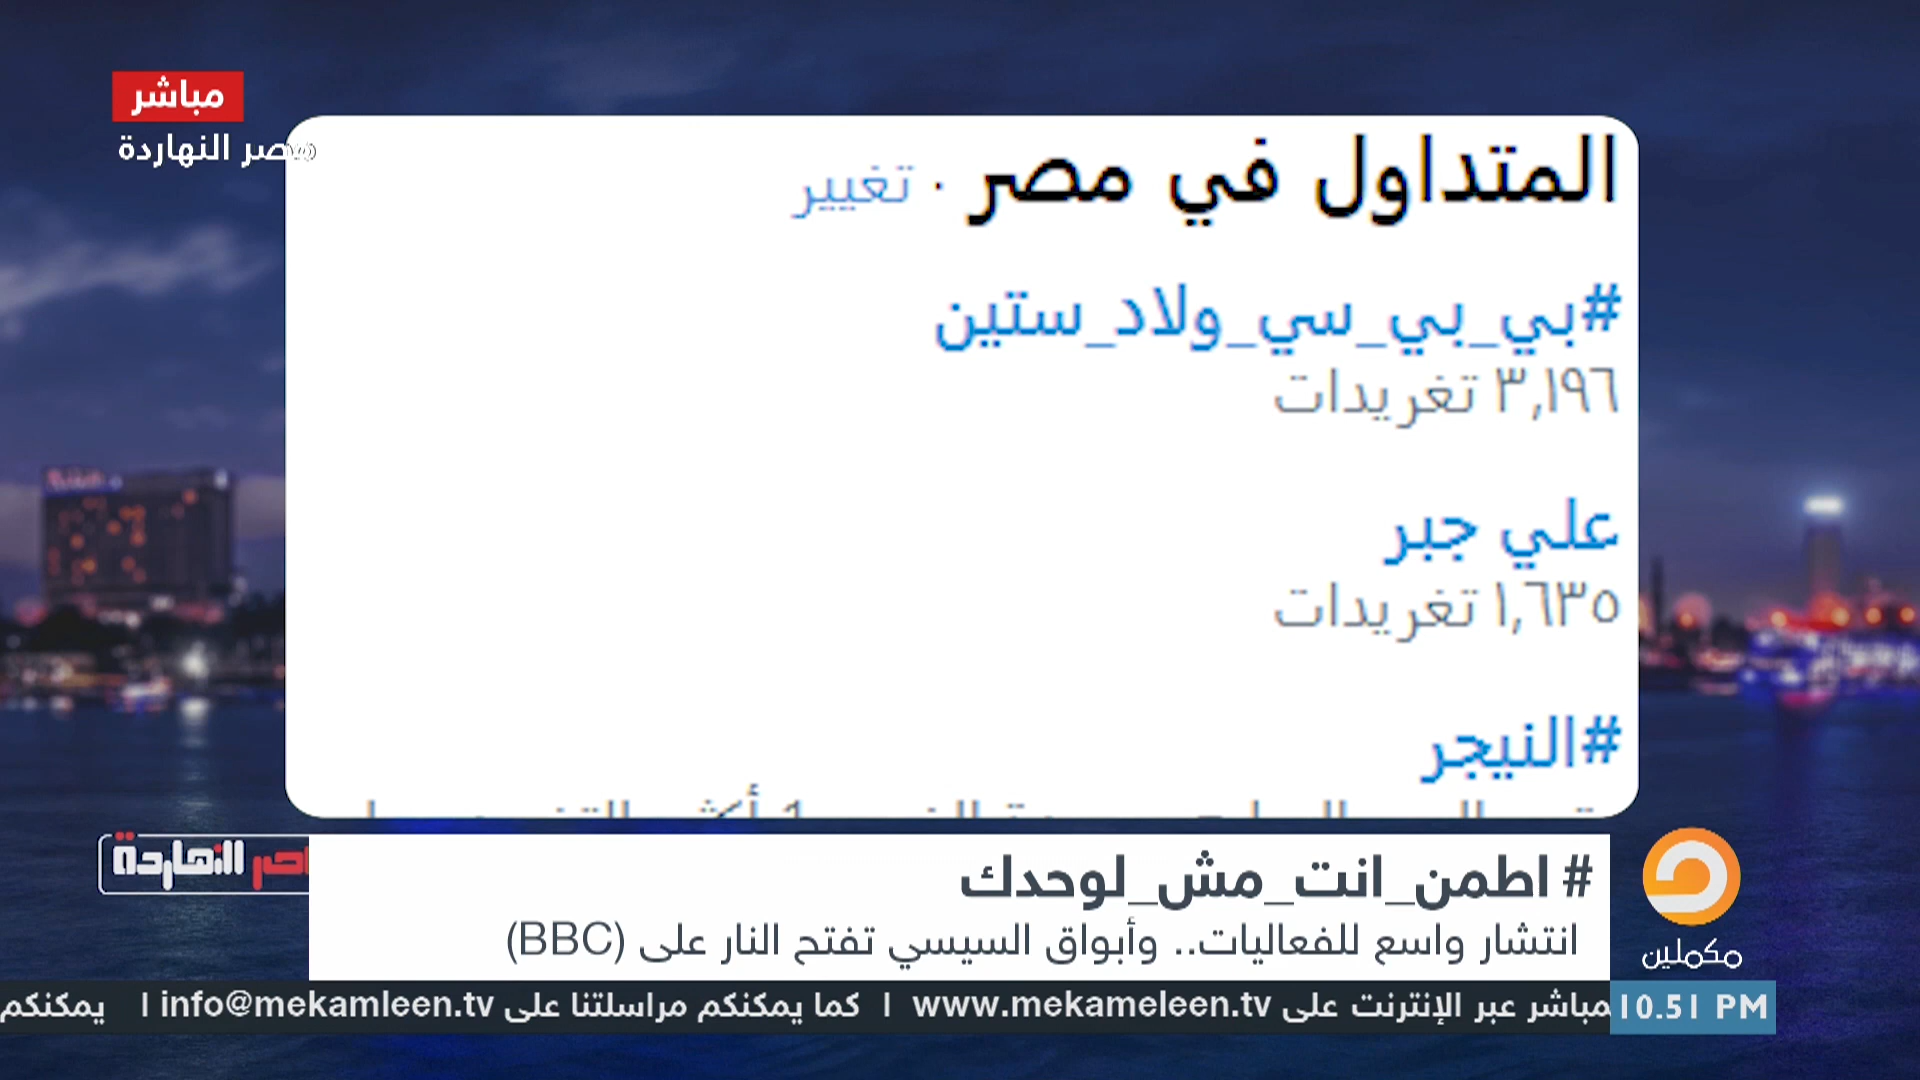 مباشر
مصر النهاردة
المتداول في مصر · تغيير
#بي_بي_سي_ولاد_ستين
٣,١٩٦ تغريدات
علي جبر
١,٦٣٥ تغريدات
#النيجر
النهاردة
# اطمن_انت_مش_لوحدك
انتشار واسع للفعاليات.. وأبواق السيسي تفتح النار على (BBC)
مكملين
مباشر عبر الإنترنت على www.mekameleen.tv ا كما يمكنكم مراسلتنا على info@mekamleen.tv ا يمكنكم
10.51 PM